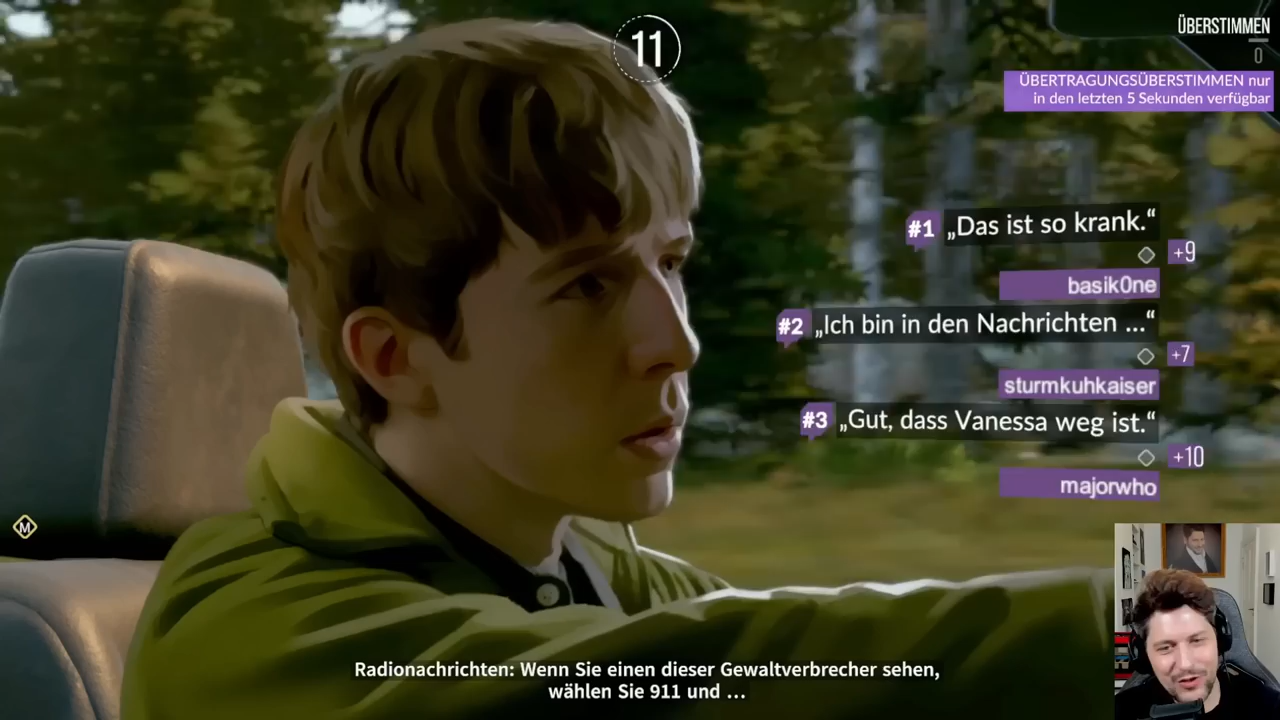 11
ÜBERSTIMMEN
0
ÜBERTRAGUNGSÜBERSTIMMEN nur
in den letzten 5 Sekunden verfügbar
#1 „Das ist so krank.“
+9
basik0ne
#2 „Ich bin in den Nachrichten ...“
+7
sturmkuhkaiser
#3 „Gut, dass Vanessa weg ist.“
+10
majorwho
M
Radionachrichten: Wenn Sie einen dieser Gewaltverbrecher sehen,
wählen Sie 911 und ...